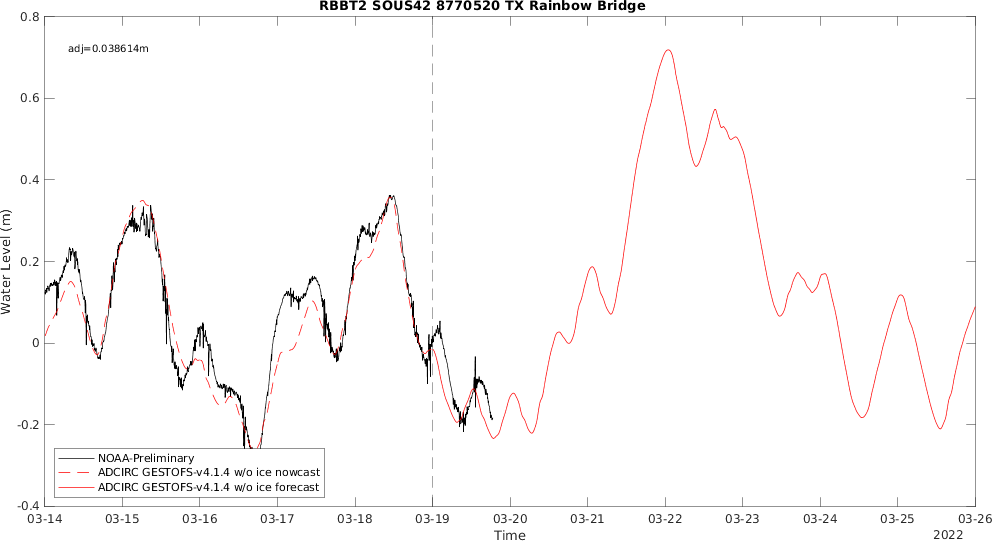 RBBT2 SOUS42 8770520 TX Rainbow Bridge
adj=0.038614m
Water Level (m)
0.8
0.6
0.4
0.2
0
-0.2
-0.4
NOAA-Preliminary
ADCIRC GESTOFS-v4.1.4 w/o ice nowcast
ADCIRC GESTOFS-v4.1.4 w/o ice forecast
03-14 03-15 03-16 03-17 03-18 03-19 03-20 03-21 03-22 03-23 03-24 03-25 03-26
Time
2022